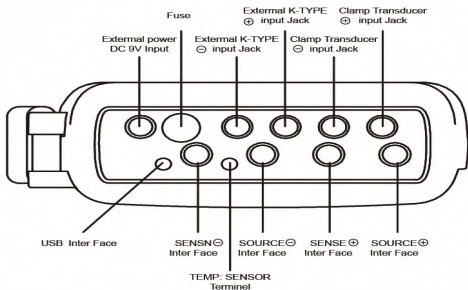 Fuse
External K-TYPE
⊕ input Jack
Clamp Transducer
⊕ input Jack
External power
DC 9V Input
External K-TYPE
⊖ input Jack
Clamp Transducer
⊖ input Jack
USB Inter Face
SENSN⊖
Inter Face
SOURCE⊖
Inter Face
SENSE⊕
Inter Face
SOURCE⊕
Inter Face
TEMP: SENSOR
Terminel